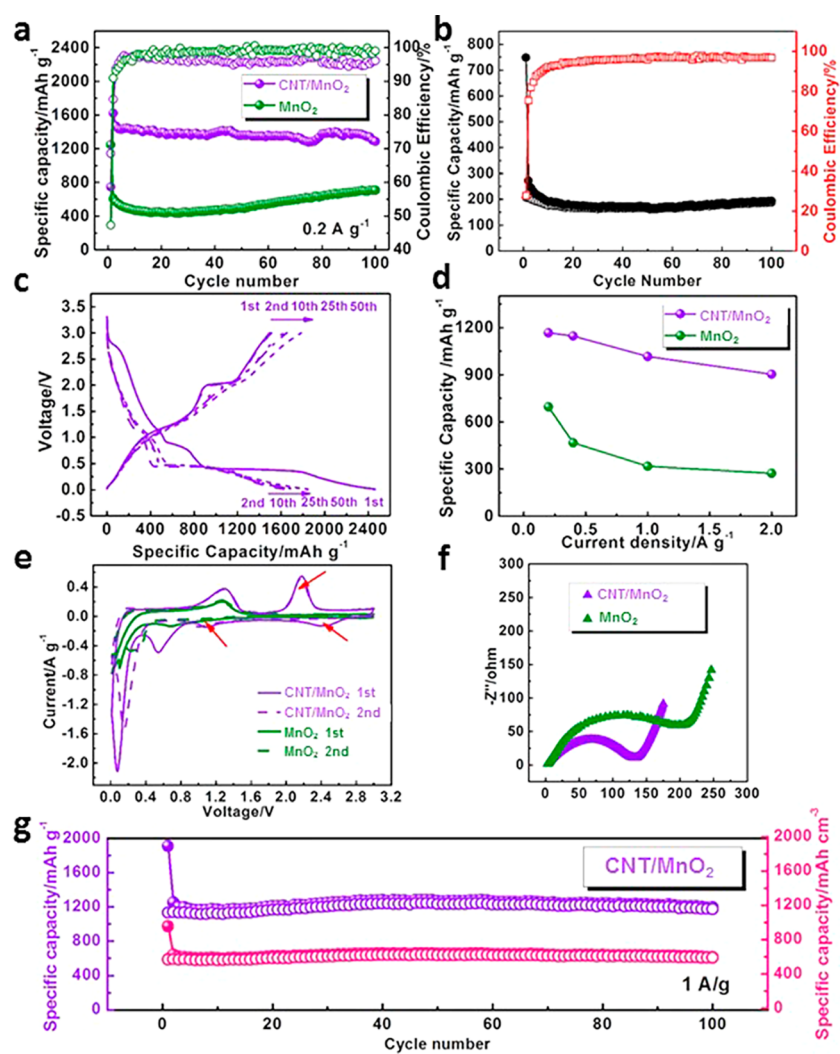 a
Specific capacity/mAh g⁻¹
2400
2000
1600
1200
800
400
0
CNT/MnO₂
MnO₂
0.2 A g⁻¹
100
90
80
70
60
50
40
Coulombic Efficiency/%
0 20 40 60 80 100
Cycle number
b
Specific Capacity/mAh g⁻¹
800
700
600
500
400
300
200
100
0
100
80
60
40
20
0
Coulombic Efficiency/%
0 20 40 60 80 100
Cycle Number
c
Voltage/V
3.5
3.0
2.5
2.0
1.5
1.0
0.5
0.0
-0.5
1st 2nd 10th 25th 50th
2nd 10th 25th 50th 1st
0 400 800 1200 1600 2000 2400
Specific Capacity/mAh g⁻¹
d
Specific Capacity /mAh g⁻¹
1200
900
600
300
0
CNT/MnO₂
MnO₂
0.0 0.5 1.0 1.5 2.0
Current density/A g⁻¹
e
Current/A g⁻¹
0.4
0.0
-0.4
-0.8
-1.2
-1.6
-2.0
CNT/MnO₂ 1st
CNT/MnO₂ 2nd
MnO₂ 1st
MnO₂ 2nd
0.0 0.4 0.8 1.2 1.6 2.0 2.4 2.8 3.2
Voltage/V
f
-Z''/ohm
300
250
200
150
100
50
0
CNT/MnO₂
MnO₂
0 50 100 150 200 250 300
g
Specific capacity/mAh g⁻¹
2000
1600
1200
800
400
0
CNT/MnO₂
1 A/g
2000
1600
1200
800
400
0
Specific capacity/mAh cm⁻³
0 20 40 60 80 100
Cycle number